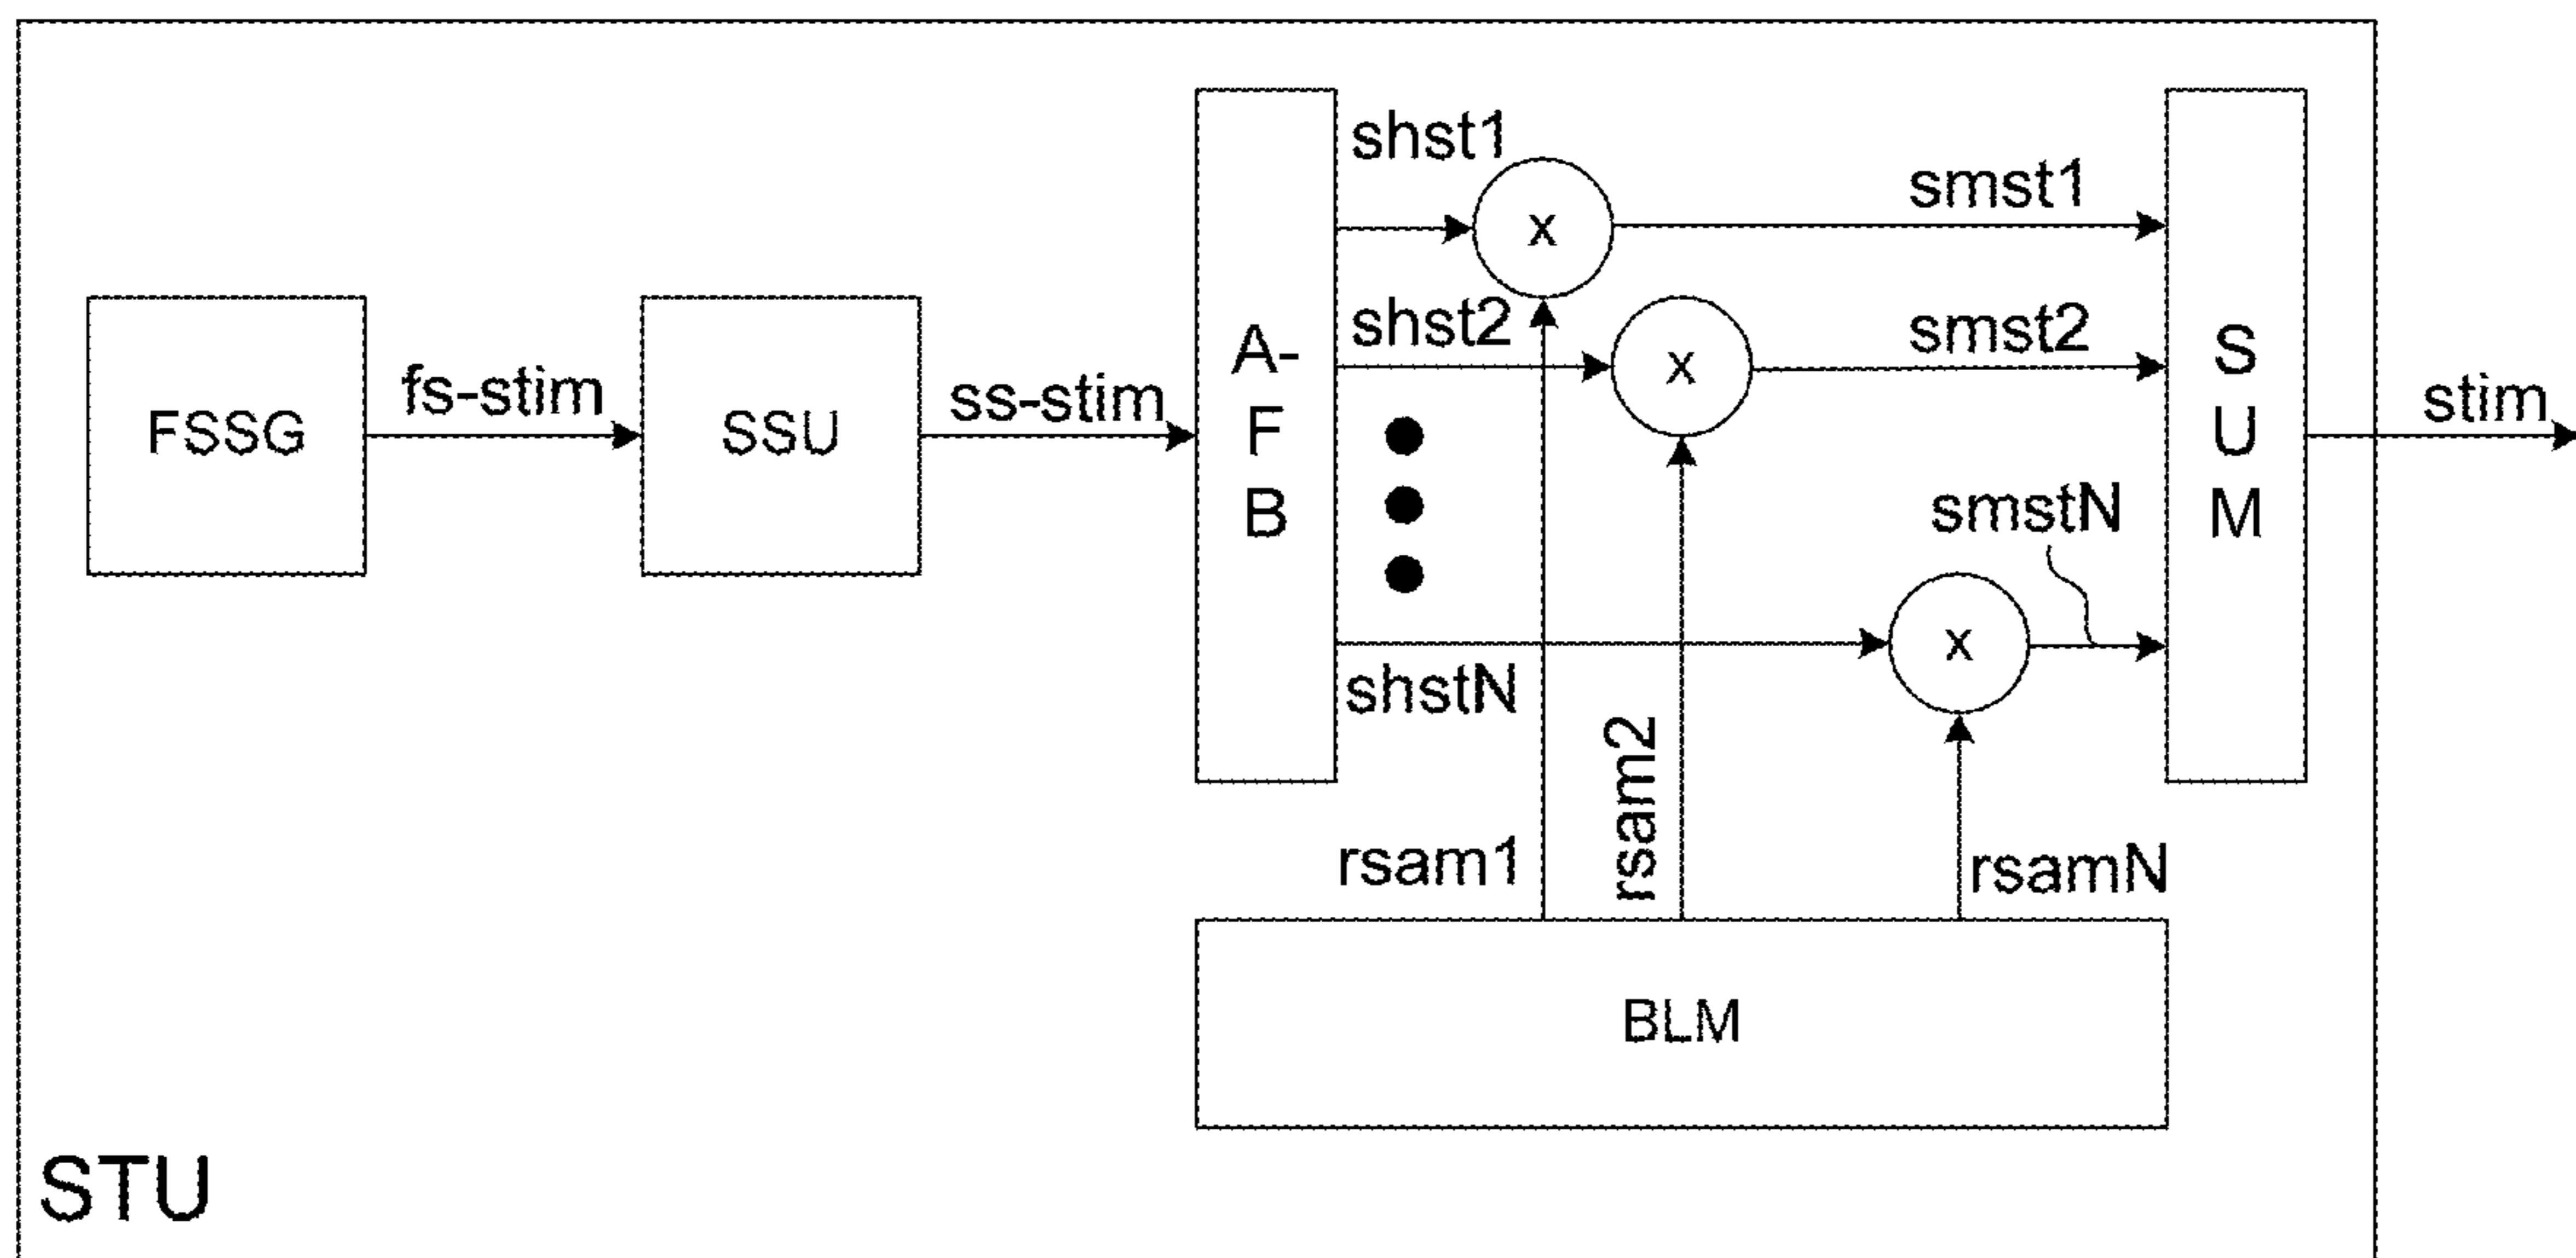 shst1
x
smst1
shst2
x
smst2
FSSG
fs-stim
SSU
ss-stim
A-
F
B
S
U
M
stim
smstN
x
shstN
rsam1
rsam2
rsamN
BLM
STU